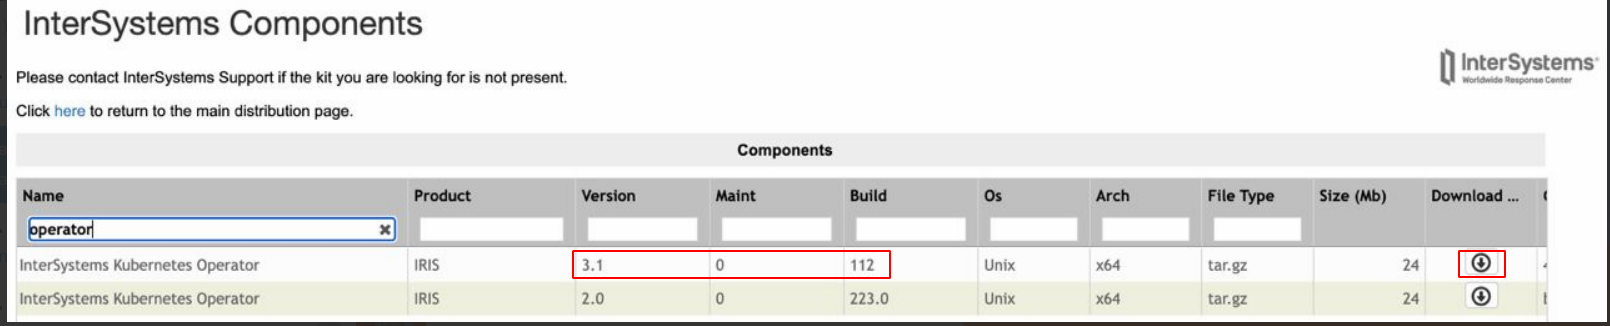 InterSystems Components
InterSystems
Worldwide Response Center
Please contact InterSystems Support if the kit you are looking for is not present.
Click here to return to the main distribution page.
Components
Name Product Version Maint Build Os Arch File Type Size (Mb) Download ...
operator
InterSystems Kubernetes Operator IRIS 3.1 0 112 Unix x64 tar.gz 24
InterSystems Kubernetes Operator IRIS 2.0 0 223.0 Unix x64 tar.gz 24